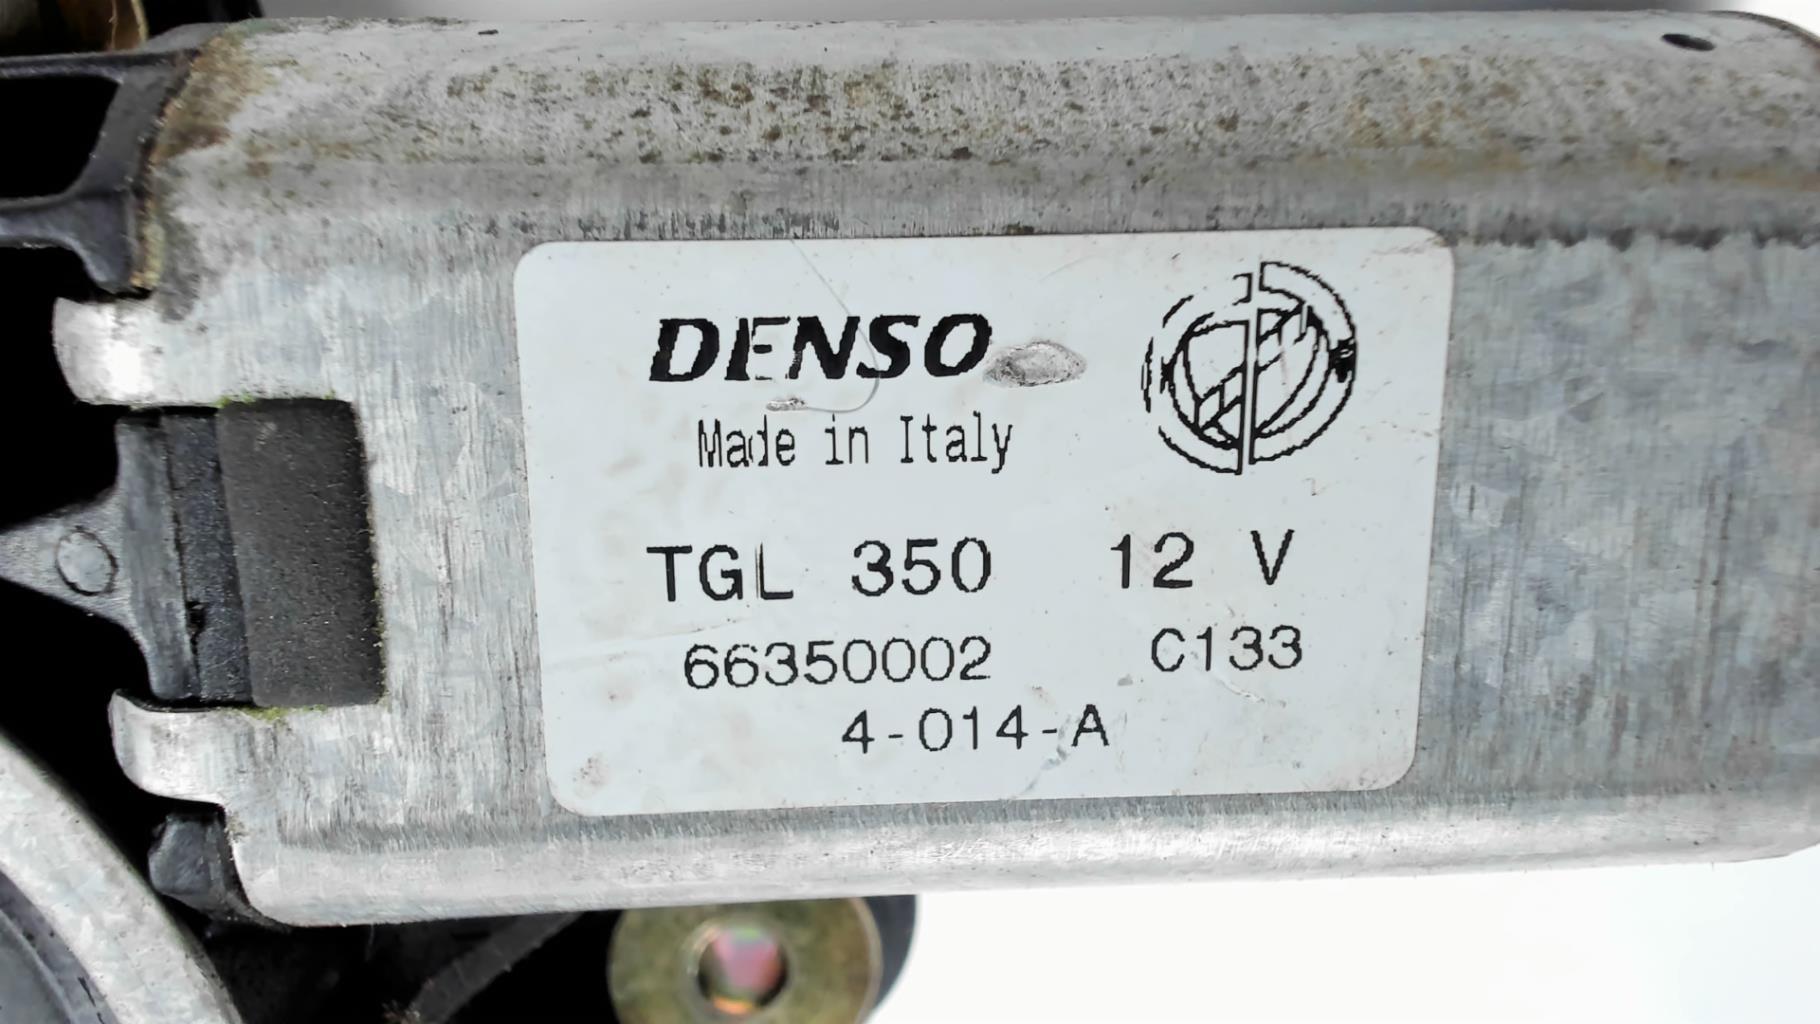 DENSO
Made in Italy
TGL 350 12 V
66350002 C133
4-014-A